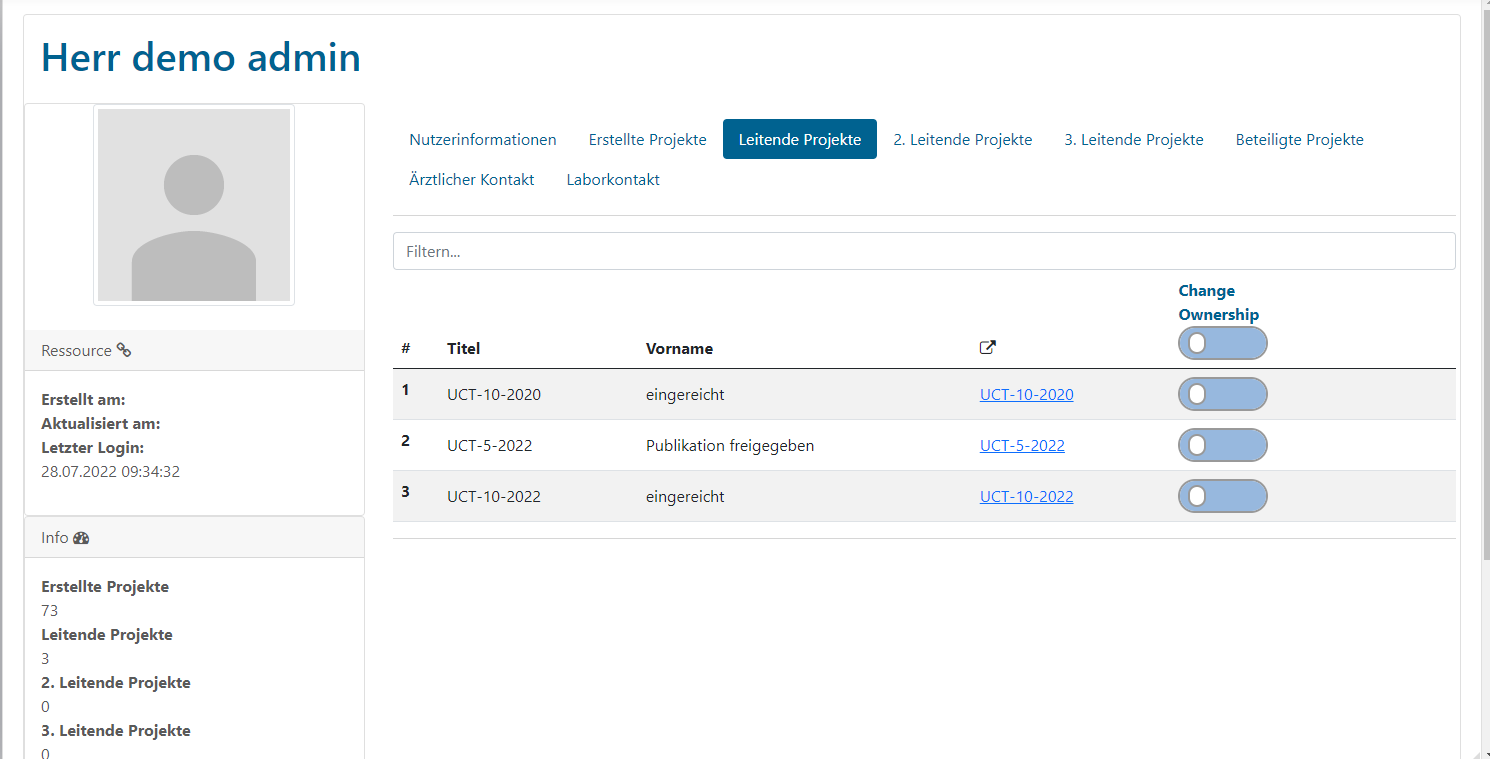 Herr demo admin
Nutzerinformationen Erstellte Projekte Leitende Projekte 2. Leitende Projekte 3. Leitende Projekte Beteiligte Projekte
Ärztlicher Kontakt Laborkontakt
Filtern...
Change
Ownership
# Titel Vorname
1 UCT-10-2020 eingereicht UCT-10-2020
2 UCT-5-2022 Publikation freigegeben UCT-5-2022
3 UCT-10-2022 eingereicht UCT-10-2022
Ressource
Erstellt am:
Aktualisiert am:
Letzter Login:
28.07.2022 09:34:32
Info
Erstellte Projekte
73
Leitende Projekte
3
2. Leitende Projekte
0
3. Leitende Projekte
0